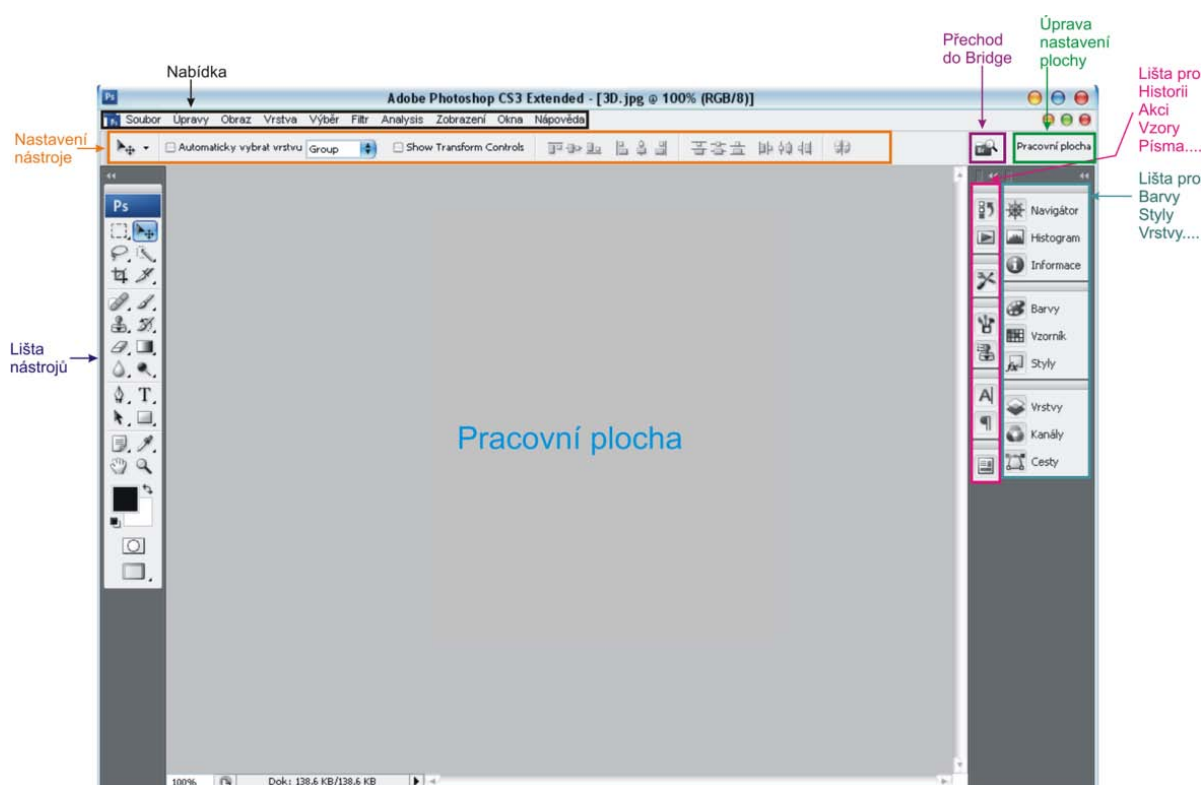 Přechod
do Bridge
Úprava
nastavení
plochy
Lišta pro
Historii
Akci
Vzory
Písma....
Nabídka
Ps
Adobe Photoshop CS3 Extended - [3D.jpg @ 100% (RGB/8)]
Soubor Úpravy Obraz Vrstva Výběr Filtr Analysis Zobrazení Okna Nápověda
Nastavení
nástroje
Automaticky vybrat vrstvu Group Show Transform Controls
Pracovní plocha
Lišta pro
Barvy
Styly
Vrstvy....
Ps
Navigátor
Histogram
Informace
Barvy
Vzorník
Styly
Lišta
nástrojů
Vrstvy
Kanály
Cesty
Pracovní plocha
100% Dok.: 138,6 KB/138,6 KB